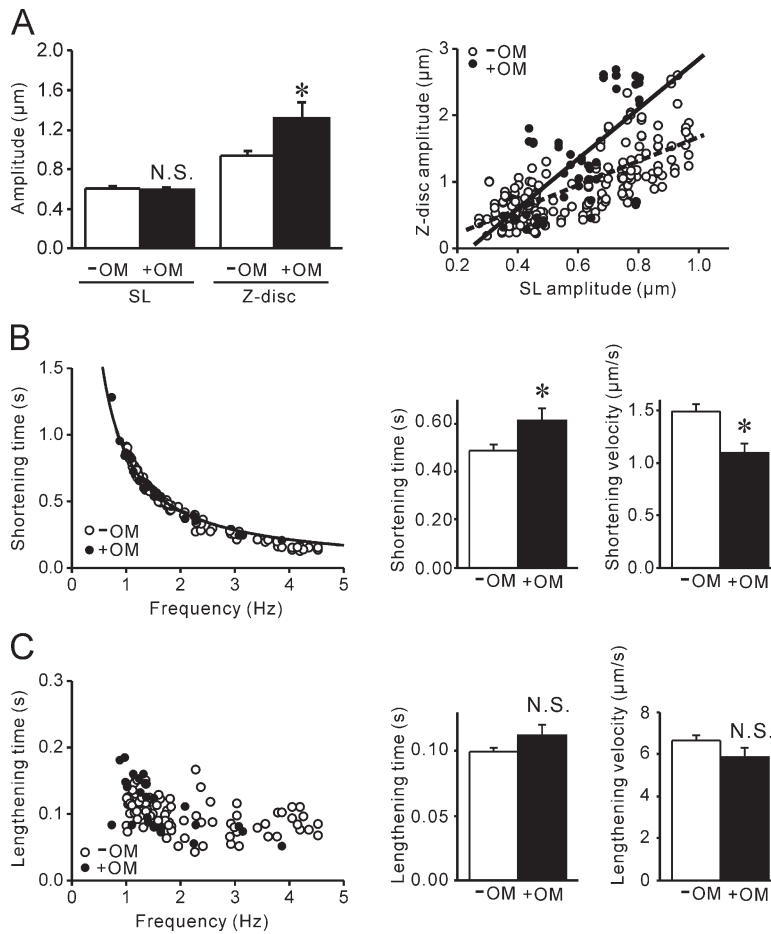 A
Amplitude (μm)
2.0
1.6
1.2
0.8
0.4
0.0
N.S.
*
−OM +OM −OM +OM
SL Z-disc
Z-disc amplitude (μm)
3
2
1
0
−OM
+OM
0.2 0.4 0.6 0.8 1.0
SL amplitude (μm)
B
Shortening time (s)
1.5
1.0
0.5
0.0
−OM
+OM
0 1 2 3 4 5
Frequency (Hz)
Shortening time (s)
0.60
0.40
0.20
0.00
*
−OM +OM
Shortening velocity (μm/s)
1.5
1.0
0.5
0.0
*
−OM +OM
C
Lengthening time (s)
0.3
0.2
0.1
0.0
−OM
+OM
0 1 2 3 4 5
Frequency (Hz)
Lengthening time (s)
0.10
0.05
0.00
N.S.
−OM +OM
Lengthening velocity (μm/s)
8
6
4
2
0
N.S.
−OM +OM